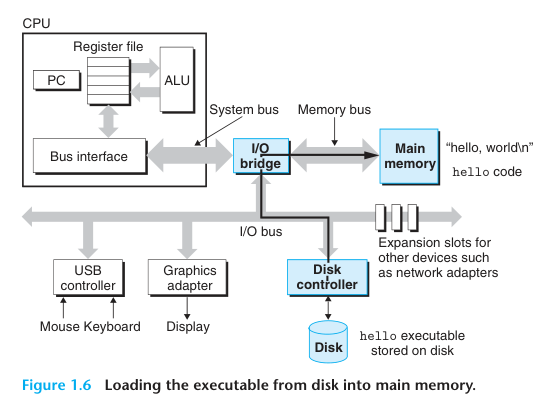 CPU
Register file
PC
ALU
System bus
Memory bus
Bus interface
I/O
bridge
Main
memory
“hello, world\n”
hello code
I/O bus
Expansion slots for
other devices such
as network adapters
USB
controller
Graphics
adapter
Disk
controller
Mouse Keyboard
Display
Disk
hello executable
stored on disk
Figure 1.6 Loading the executable from disk into main memory.